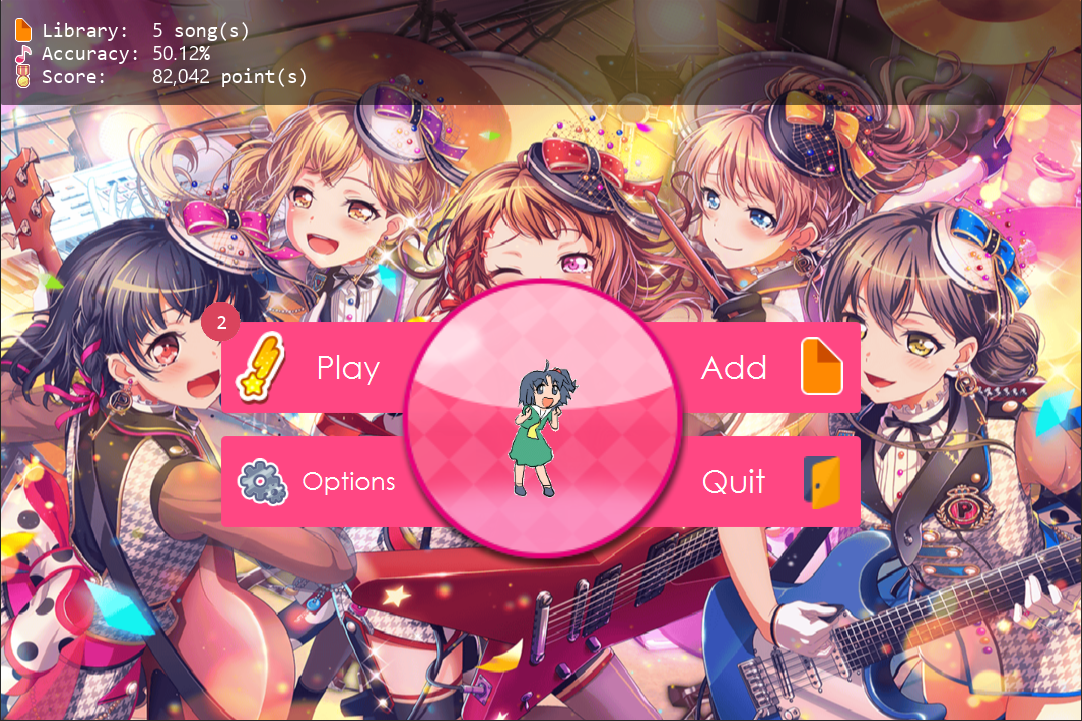 Library: 5 song(s)
Accuracy: 50.12%
Score: 82,042 point(s)
2
Play
Add
Options
Quit
P